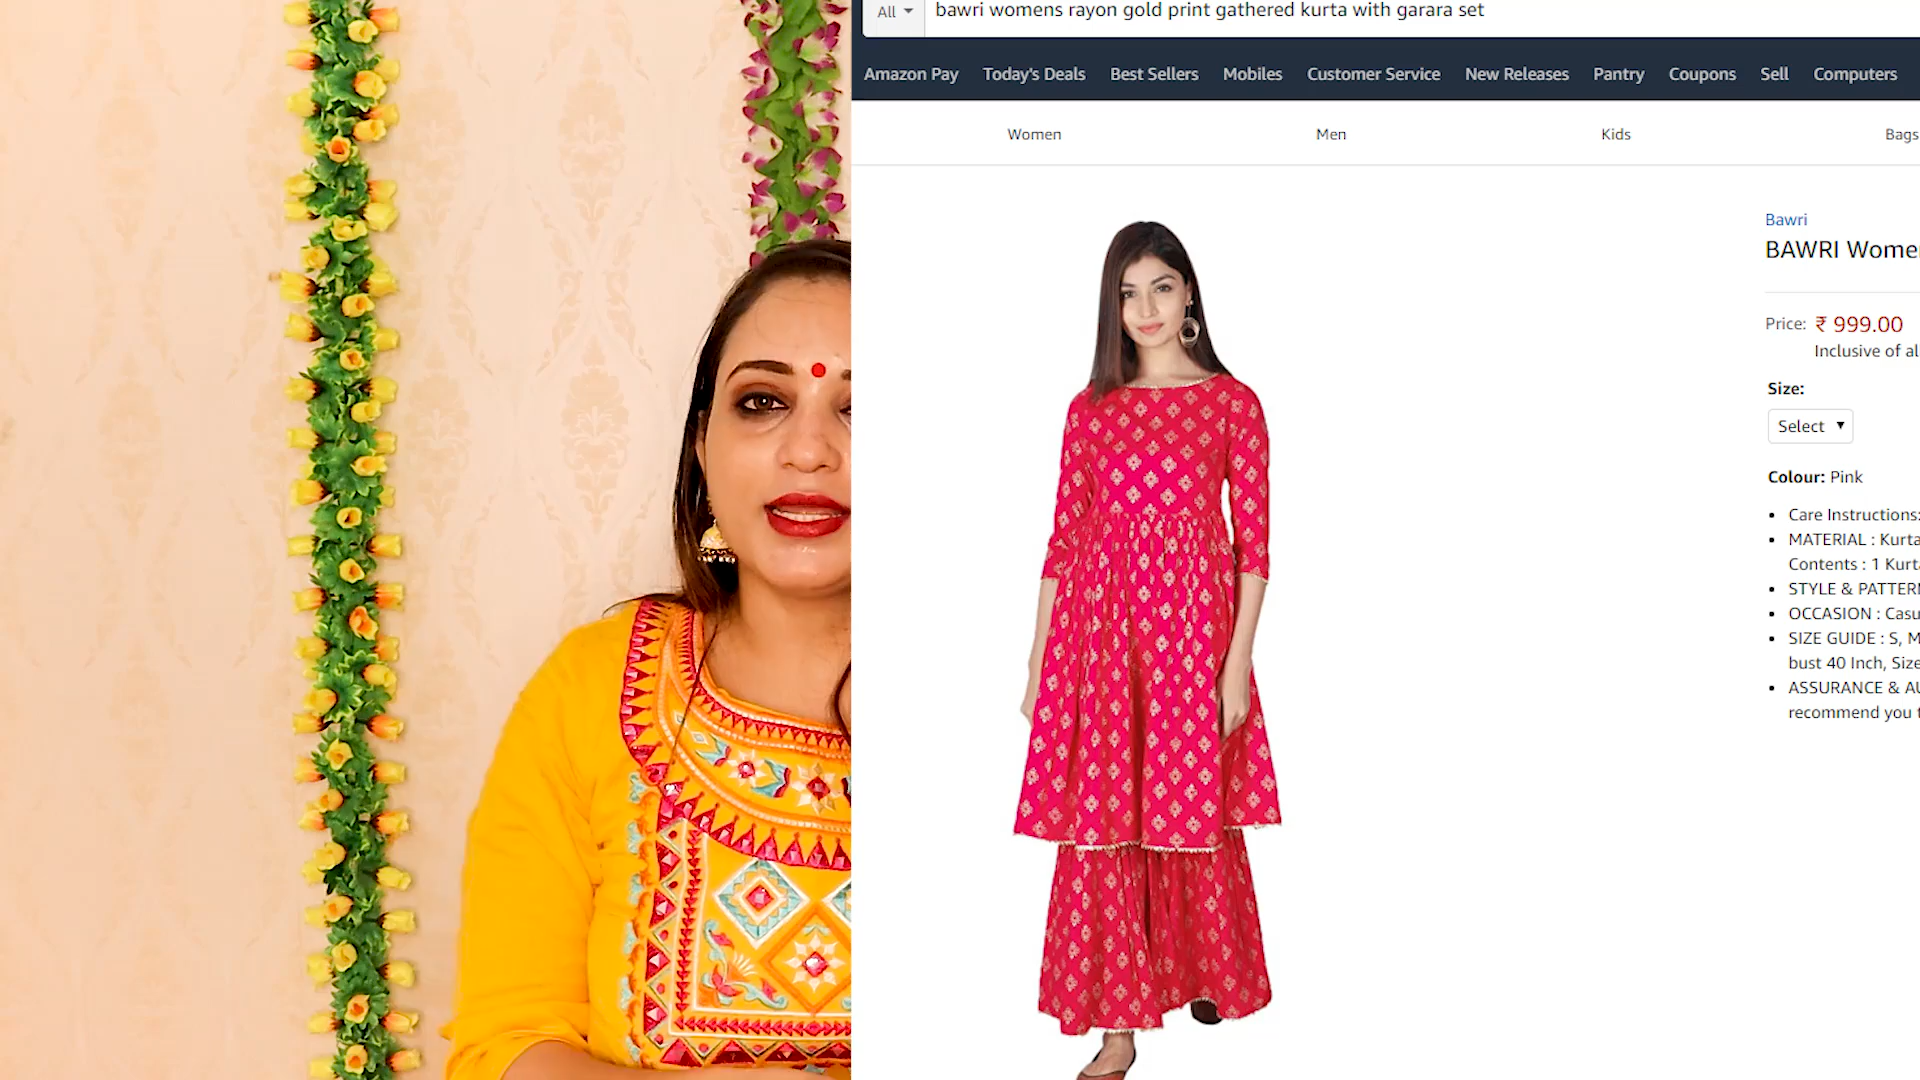 All
bawri womens rayon gold print gathered kurta with garara set
Amazon Pay Today's Deals Best Sellers Mobiles Customer Service New Releases Pantry Coupons Sell Computers
Women Men Kids Bags
Bawri
BAWRI Wome
Price: ₹ 999.00
Inclusive of al
Size:
Select
Colour: Pink
Care Instructions:
MATERIAL : Kurta
Contents : 1 Kurta
STYLE & PATTERN
OCCASION : Casu
SIZE GUIDE : S, M
bust 40 Inch, Size
ASSURANCE & AU
recommend you t